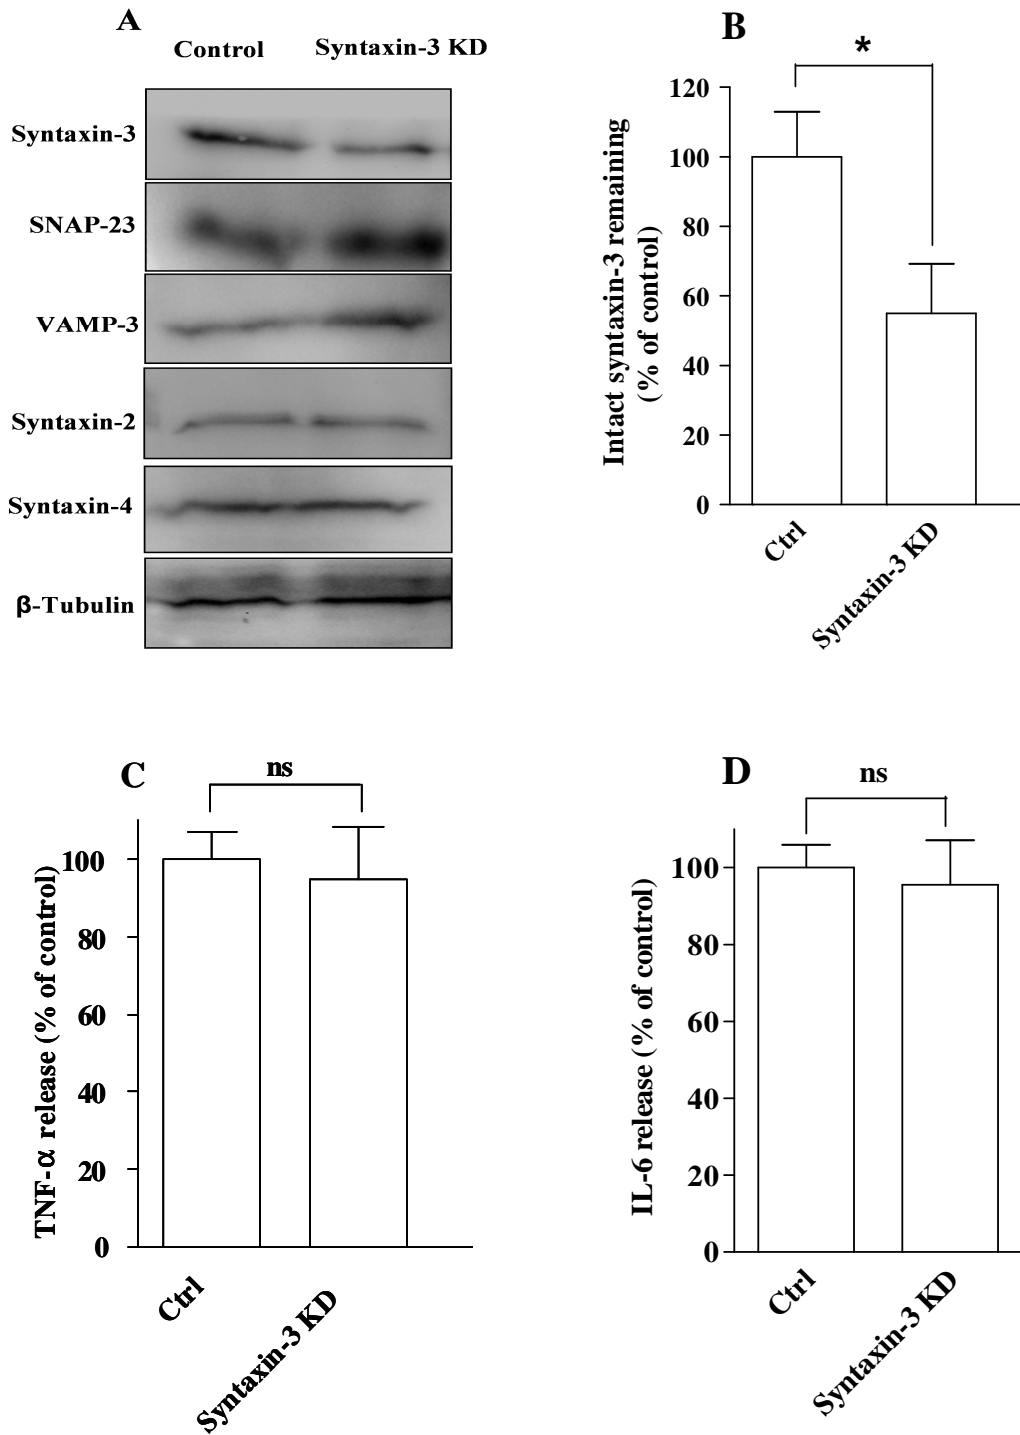 A
Control
Syntaxin-3 KD
Syntaxin-3
SNAP-23
VAMP-3
Syntaxin-2
Syntaxin-4
β-Tubulin
B
*
Intact syntaxin-3 remaining
(% of control)
120
100
80
60
40
20
0
Ctrl
Syntaxin-3 KD
C
ns
TNF-α release (% of control)
100
80
60
40
20
0
Ctrl
Syntaxin-3 KD
D
ns
IL-6 release (% of control)
100
80
60
40
20
0
Ctrl
Syntaxin-3 KD